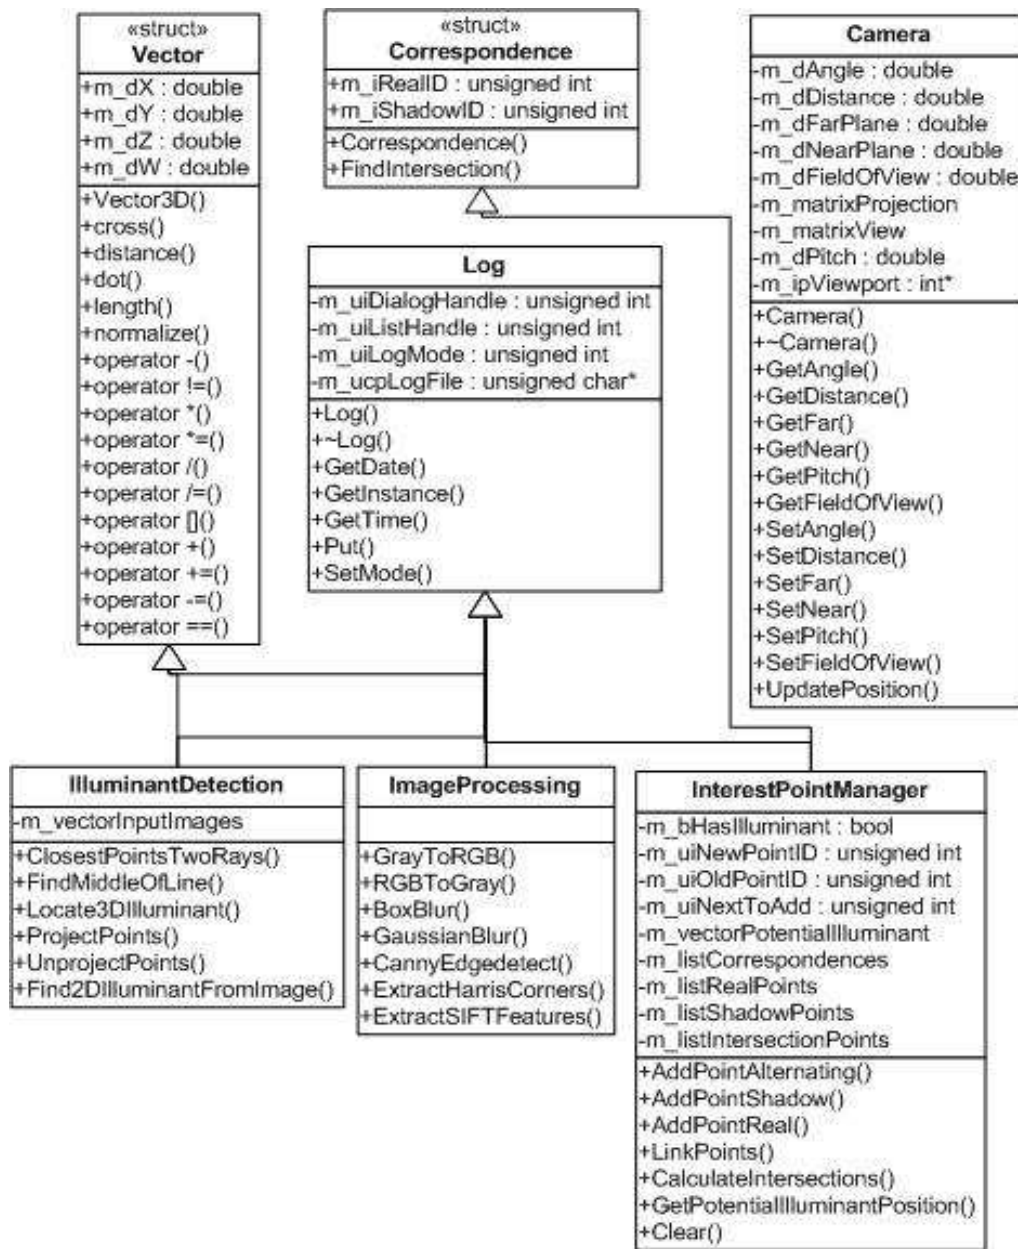 «struct»
Vector
+m_dX : double
+m_dY : double
+m_dZ : double
+m_dW : double
+Vector3D()
+cross()
+distance()
+dot()
+length()
+normalize()
+operator -()
+operator !=()
+operator *()
+operator *=()
+operator /()
+operator /=()
+operator []()
+operator +()
+operator +=()
+operator -=()
+operator ==()
«struct»
Correspondence
+m_iRealID : unsigned int
+m_iShadowID : unsigned int
+Correspondence()
+FindIntersection()
Camera
-m_dAngle : double
-m_dDistance : double
-m_dFarPlane : double
-m_dNearPlane : double
-m_dFieldOfView : double
-m_matrixProjection
-m_matrixView
-m_dPitch : double
-m_ipViewport : int*
+Camera()
+~Camera()
+GetAngle()
+GetDistance()
+GetFar()
+GetNear()
+GetPitch()
+GetFieldOfView()
+SetAngle()
+SetDistance()
+SetFar()
+SetNear()
+SetPitch()
+SetFieldOfView()
+UpdatePosition()
Log
-m_uiDialogHandle : unsigned int
-m_uiListHandle : unsigned int
-m_uiLogMode : unsigned int
-m_ucpLogFile : unsigned char*
+Log()
+~Log()
+GetDate()
+GetInstance()
+GetTime()
+Put()
+SetMode()
IlluminantDetection
-m_vectorInputImages
+ClosestPointsTwoRays()
+FindMiddleOfLine()
+Locate3DIlluminant()
+ProjectPoints()
+UnprojectPoints()
+Find2DIlluminantFromImage()
ImageProcessing
+GrayToRGB()
+RGBToGray()
+BoxBlur()
+GaussianBlur()
+CannyEdgedetect()
+ExtractHarrisCorners()
+ExtractSIFTFeatures()
InterestPointManager
-m_bHasIlluminant : bool
-m_uiNewPointID : unsigned int
-m_uiOldPointID : unsigned int
-m_uiNextToAdd : unsigned int
-m_vectorPotentialIlluminant
-m_listCorrespondences
-m_listRealPoints
-m_listShadowPoints
-m_listIntersectionPoints
+AddPointAlternating()
+AddPointShadow()
+AddPointReal()
+LinkPoints()
+CalculateIntersections()
+GetPotentialIlluminantPosition()
+Clear()